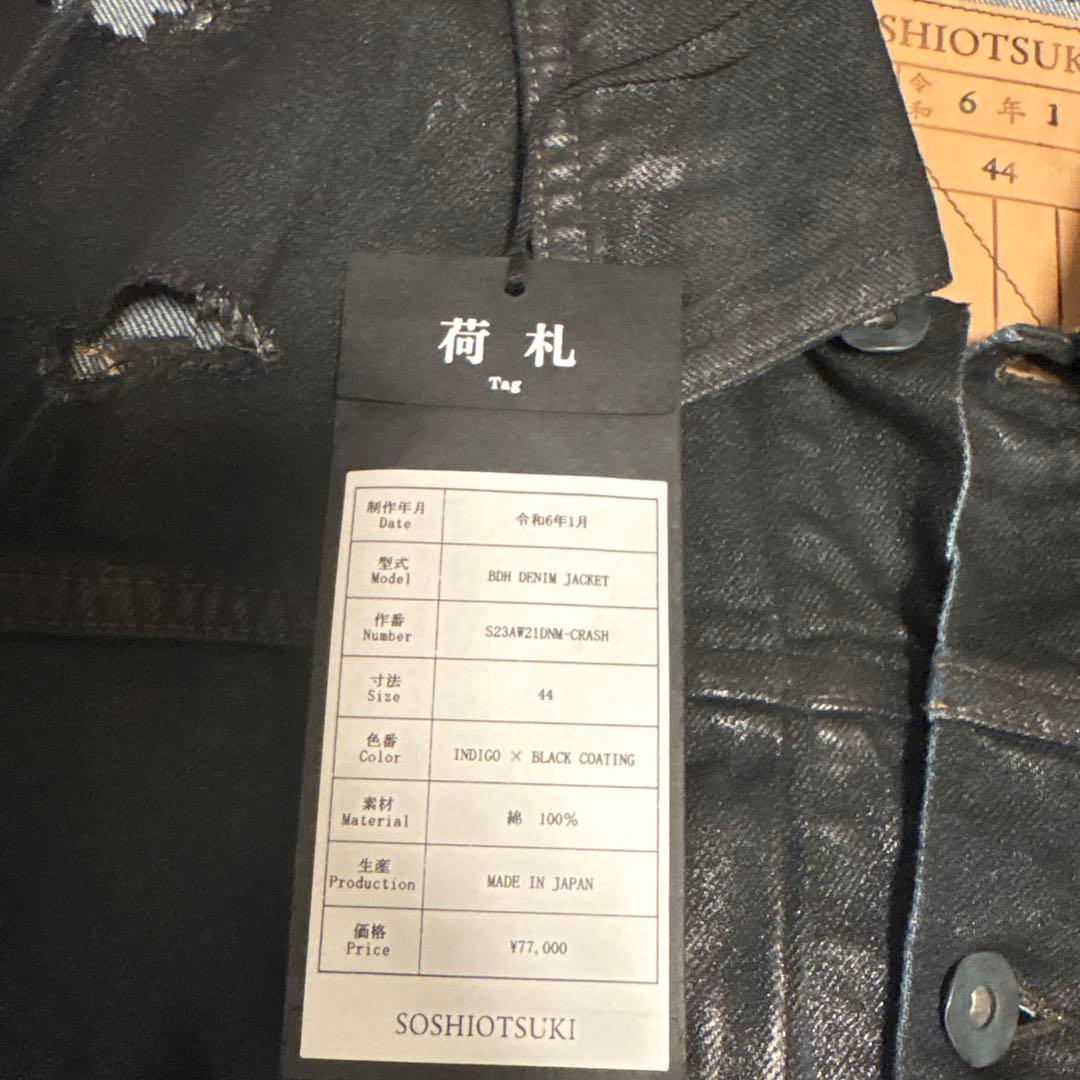 SHIOTSUK
令和 6 年 1
44
荷札
Tag
制作年月 令和6年1月
Date
型式 BDH DENIM JACKET
Model
作番 S23AW21DNM-CRASH
Number
寸法 44
Size
色番 INDIGO × BLACK COATING
Color
素材 綿 100%
Material
生産 MADE IN JAPAN
Production
価格 ¥77,000
Price
SOSHIOTSUKI